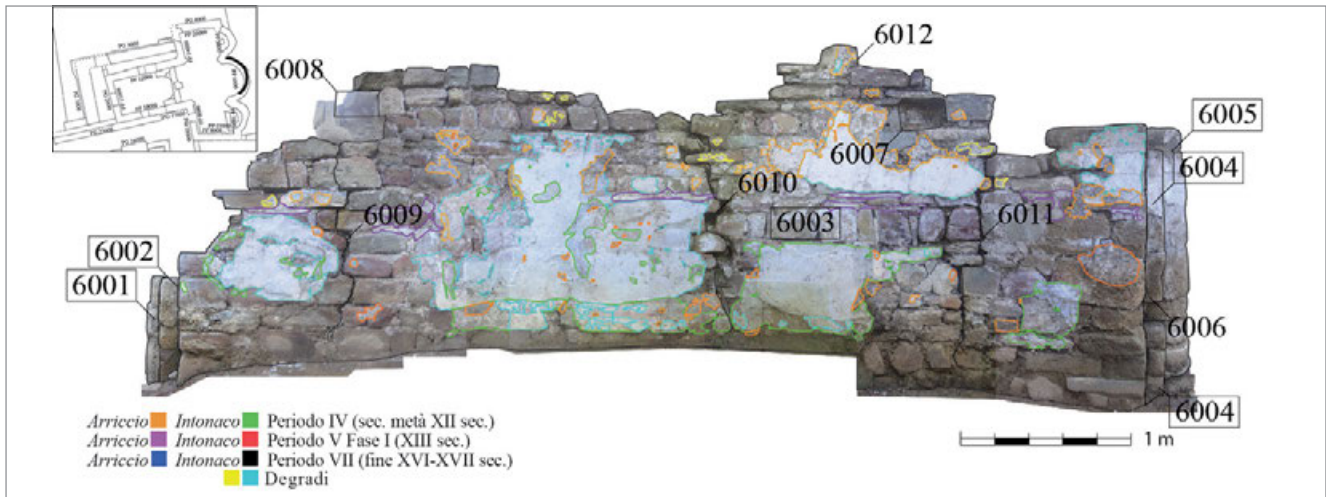 6012
6008
6005
6004
6007
6010
6003
6011
6009
6002
6001
6006
6004
Arriccio Intonaco Periodo IV (sec. metà XII sec.)
Arriccio Intonaco Periodo V Fase I (XIII sec.)
Arriccio Intonaco Periodo VII (fine XVI-XVII sec.)
Degradi
1 m